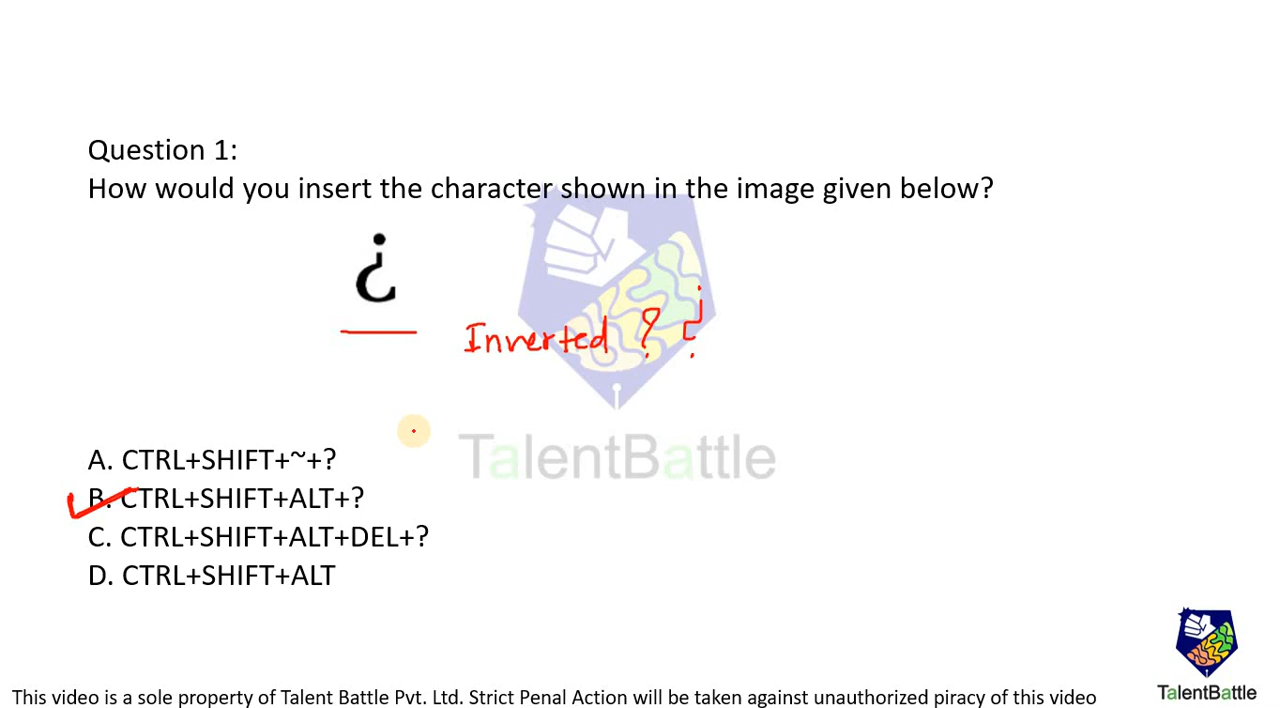 Question 1:
How would you insert the character shown in the image given below?
¿
Inverted ? ¿
TalentBattle
A. CTRL+SHIFT+~+?
B. CTRL+SHIFT+ALT+?
C. CTRL+SHIFT+ALT+DEL+?
D. CTRL+SHIFT+ALT
TalentBattle
This video is a sole property of Talent Battle Pvt. Ltd. Strict Penal Action will be taken against unauthorized piracy of this video